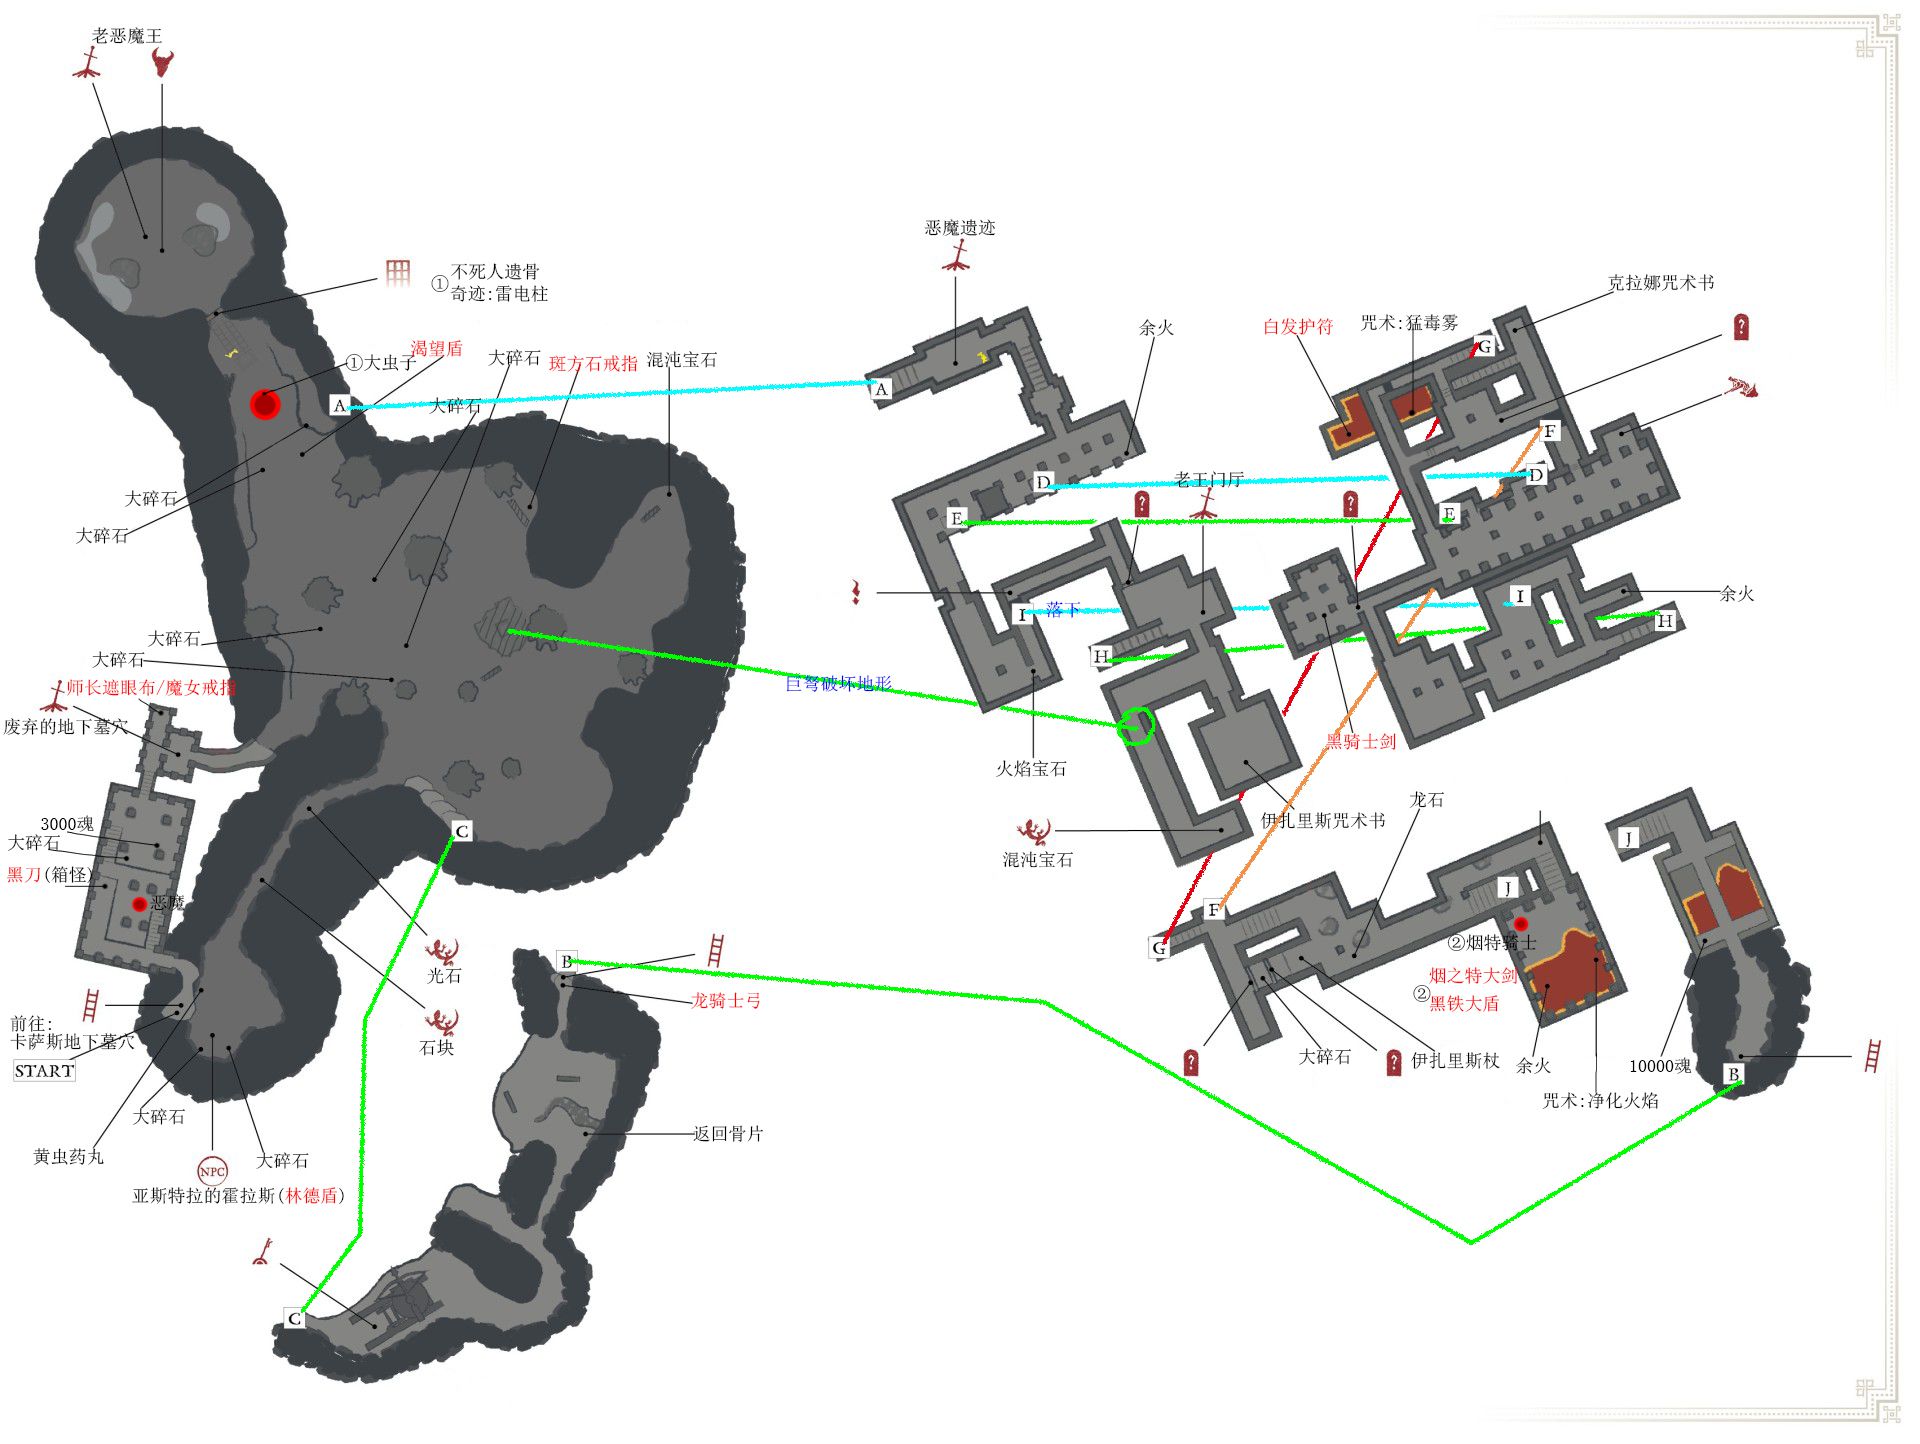 老恶魔王
①
不死人遗骨
奇迹:雷电柱
①大虫子
渴望盾
大碎石
斑方石戒指
混沌宝石
A
大碎石
大碎石
大碎石
大碎石
大碎石
师长遮眼布/魔女戒指
废弃的地下墓穴
3000魂
大碎石
黑刀(箱怪)
恶魔
前往:
卡萨斯地下墓穴
START
大碎石
黄虫药丸
NPC
大碎石
亚斯特拉的霍拉斯(林德盾)
C
光石
石块
B
龙骑士弓
返回骨片
C
巨弩破坏地形
恶魔遗迹
A
余火
D
E
老王门厅
?
?
I
落下
H
火焰宝石
混沌宝石
伊扎里斯咒术书
黑骑士剑
白发护符
咒术:猛毒雾
G
克拉娜咒术书
?
F
D
E
I
余火
H
龙石
J
J
F
G
②烟特骑士
烟之特大剑
②
黑铁大盾
?
大碎石
?
伊扎里斯杖
余火
咒术:净化火焰
10000魂
B